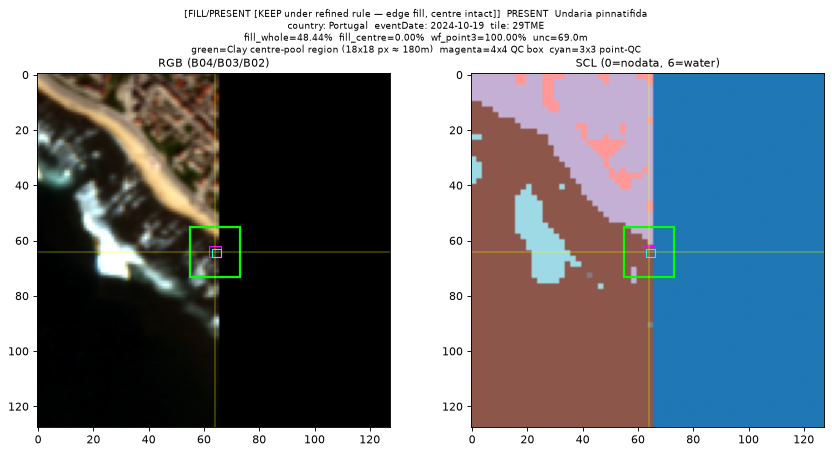 [FILL/PRESENT [KEEP under refined rule — edge fill, centre intact]]  PRESENT  Undaria pinnatifida
country: Portugal  eventDate: 2024-10-19  tile: 29TME
fill_whole=48.44%  fill_centre=0.00%  wf_point3=100.00%  unc=69.0m
green=Clay centre-pool region (18x18 px ≈ 180m)  magenta=4x4 QC box  cyan=3x3 point-QC
RGB (B04/B03/B02)
SCL (0=nodata, 6=water)
0
20
40
60
80
100
120
0 20 40 60 80 100 120
0
20
40
60
80
100
120
0 20 40 60 80 100 120